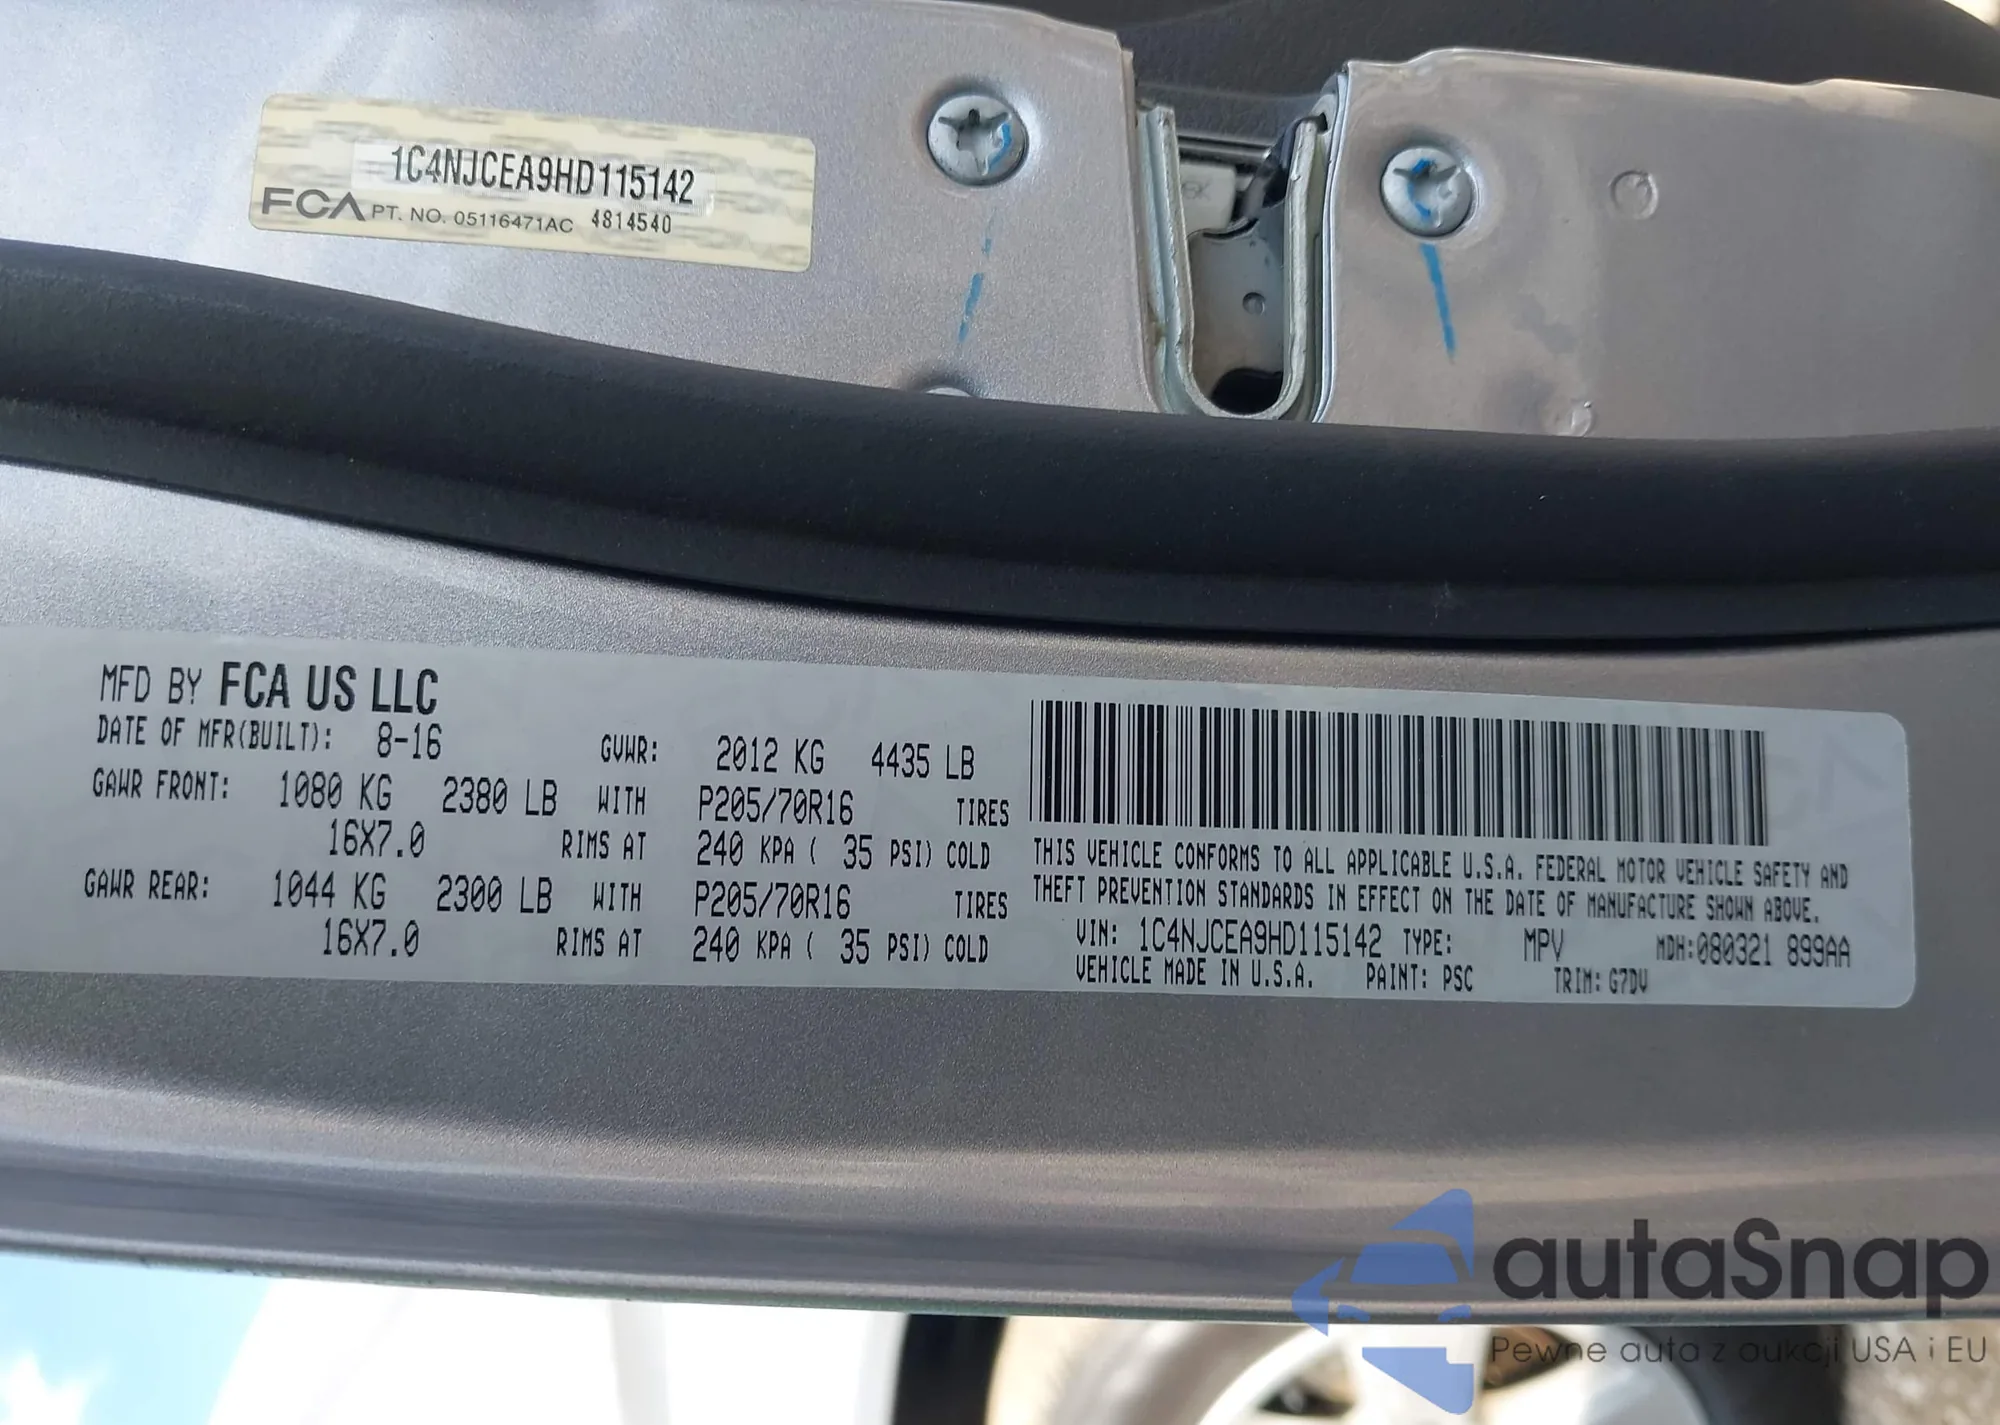 1C4NJCEA9HD115142
FCA PT. NO. 05116471AC 4814540
MFD BY FCA US LLC
DATE OF MFR(BUILT): 8-16 GVWR: 2012 KG 4435 LB
GAWR FRONT: 1080 KG 2380 LB WITH P205/70R16 TIRES
16X7.0 RIMS AT 240 KPA ( 35 PSI) COLD
GAWR REAR: 1044 KG 2300 LB WITH P205/70R16 TIRES
16X7.0 RIMS AT 240 KPA ( 35 PSI) COLD
THIS VEHICLE CONFORMS TO ALL APPLICABLE U.S.A. FEDERAL MOTOR VEHICLE SAFETY AND
THEFT PREVENTION STANDARDS IN EFFECT ON THE DATE OF MANUFACTURE SHOWN ABOVE.
VIN: 1C4NJCEA9HD115142 TYPE: MPV MDH:080321 899AA
VEHICLE MADE IN U.S.A. PAINT: PSC TRIM: G7DV
autaSnap
Pewne auta z aukcji USA i EU